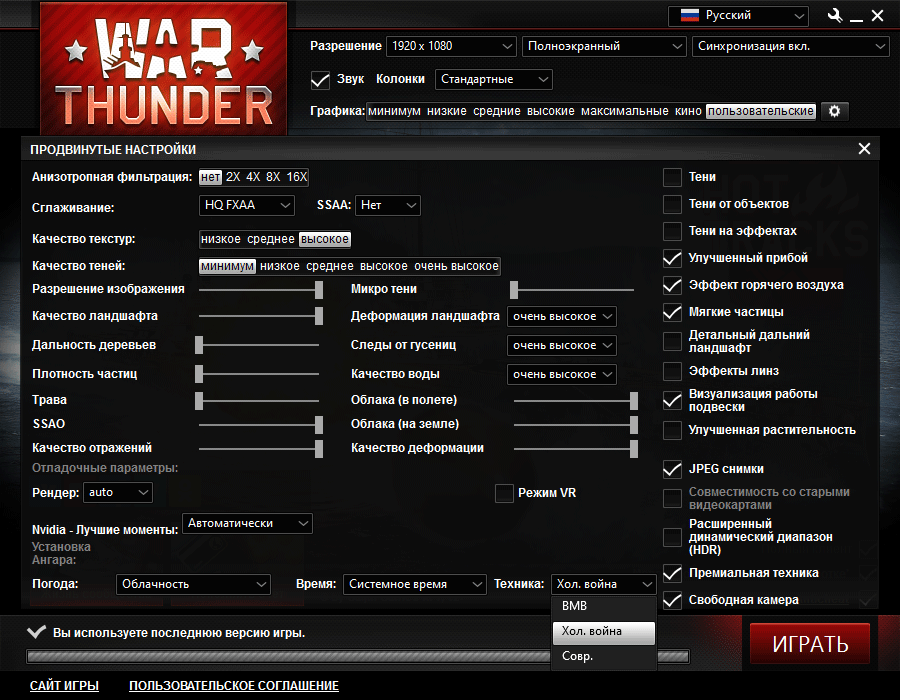 Русский
WAR
THUNDER
Разрешение 1920 x 1080 Полноэкранный Синхронизация вкл.
Звук Колонки Стандартные
Графика: минимум низкие средние высокие максимальные кино пользовательские
ПРОДВИНУТЫЕ НАСТРОЙКИ
Анизотропная фильтрация: нет 2X 4X 8X 16X
Сглаживание: HQ FXAA SSAA: Нет
Качество текстур: низкое среднее высокое
Качество теней: минимум низкое среднее высокое очень высокое
Разрешение изображения Микро тени
Качество ландшафта Деформация ландшафта очень высокое
Дальность деревьев Следы от гусениц очень высокое
Плотность частиц Качество воды очень высокое
Трава Облака (в полете)
SSAO Облака (на земле)
Качество отражений Качество деформации
Отладочные параметры:
Рендер: auto Режим VR
Nvidia - Лучшие моменты: Автоматически
Установка
Ангара:
Погода: Облачность Время: Системное время Техника: Хол. война
ВМВ
Хол. война
Совр.
Тени
Тени от объектов
Тени на эффектах
Улучшенный прибой
Эффект горячего воздуха
Мягкие частицы
Детальный дальний
ландшафт
Эффекты линз
Визуализация работы
подвески
Улучшенная растительность
JPEG снимки
Совместимость со старыми
видеокартами
Расширенный
динамический диапазон
(HDR)
Премиальная техника
Свободная камера
Вы используете последнюю версию игры.
ИГРАТЬ
САЙТ ИГРЫ ПОЛЬЗОВАТЕЛЬСКОЕ СОГЛАШЕНИЕ